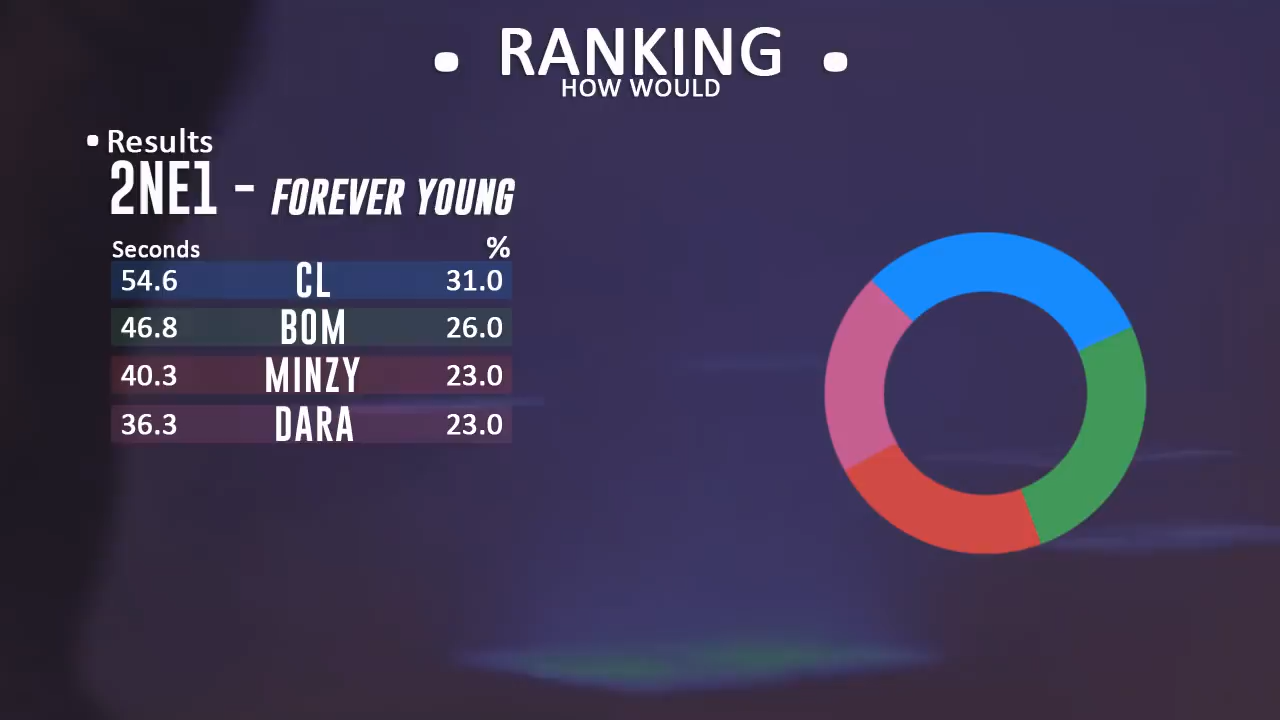 RANKING
HOW WOULD
Results
2NE1 - FOREVER YOUNG
Seconds %
54.6 CL 31.0
46.8 BOM 26.0
40.3 MINZY 23.0
36.3 DARA 23.0